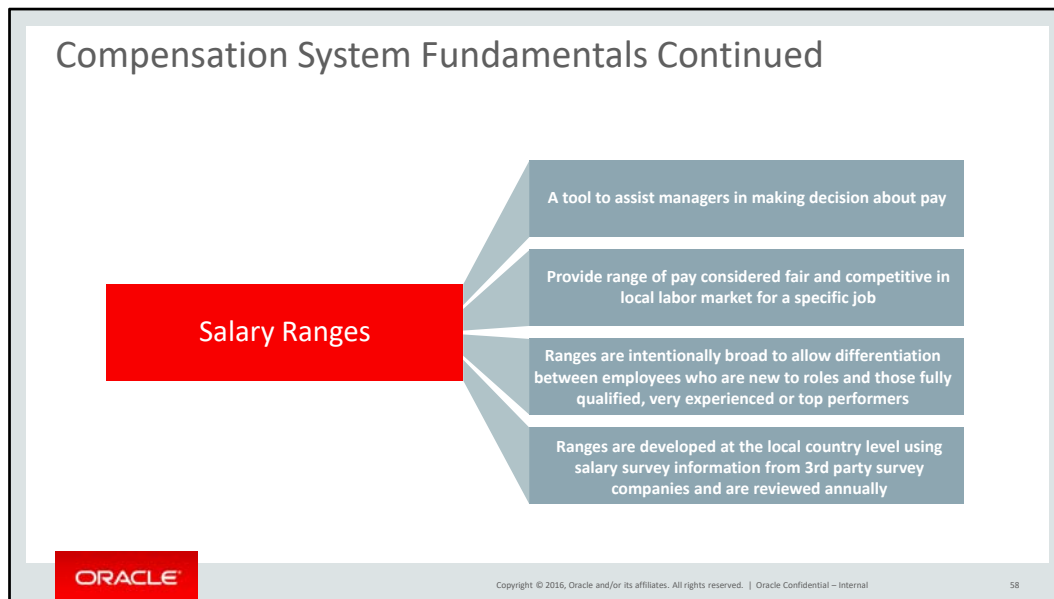 Compensation System Fundamentals Continued
A tool to assist managers in making decision about pay
Provide range of pay considered fair and competitive in
local labor market for a specific job
Salary Ranges
Ranges are intentionally broad to allow differentiation
between employees who are new to roles and those fully
qualified, very experienced or top performers
Ranges are developed at the local country level using
salary survey information from 3rd party survey
companies and are reviewed annually
ORACLE
Copyright © 2016, Oracle and/or its affiliates. All rights reserved. | Oracle Confidential – Internal
58